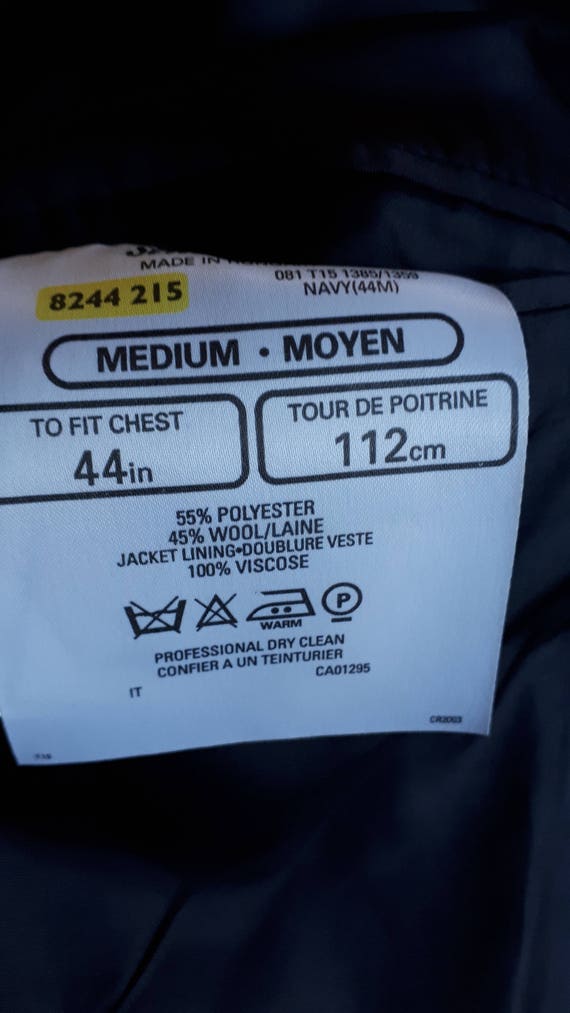 MADE IN
081 T15 1385/1359
8244 215
NAVY(44M)
MEDIUM • MOYEN
TO FIT CHEST
44in
TOUR DE POITRINE
112cm
55% POLYESTER
45% WOOL/LAINE
JACKET LINING•DOUBLURE VESTE
100% VISCOSE
P
WARM
PROFESSIONAL DRY CLEAN
CONFIER A UN TEINTURIER
CA01295
IT
CR2003